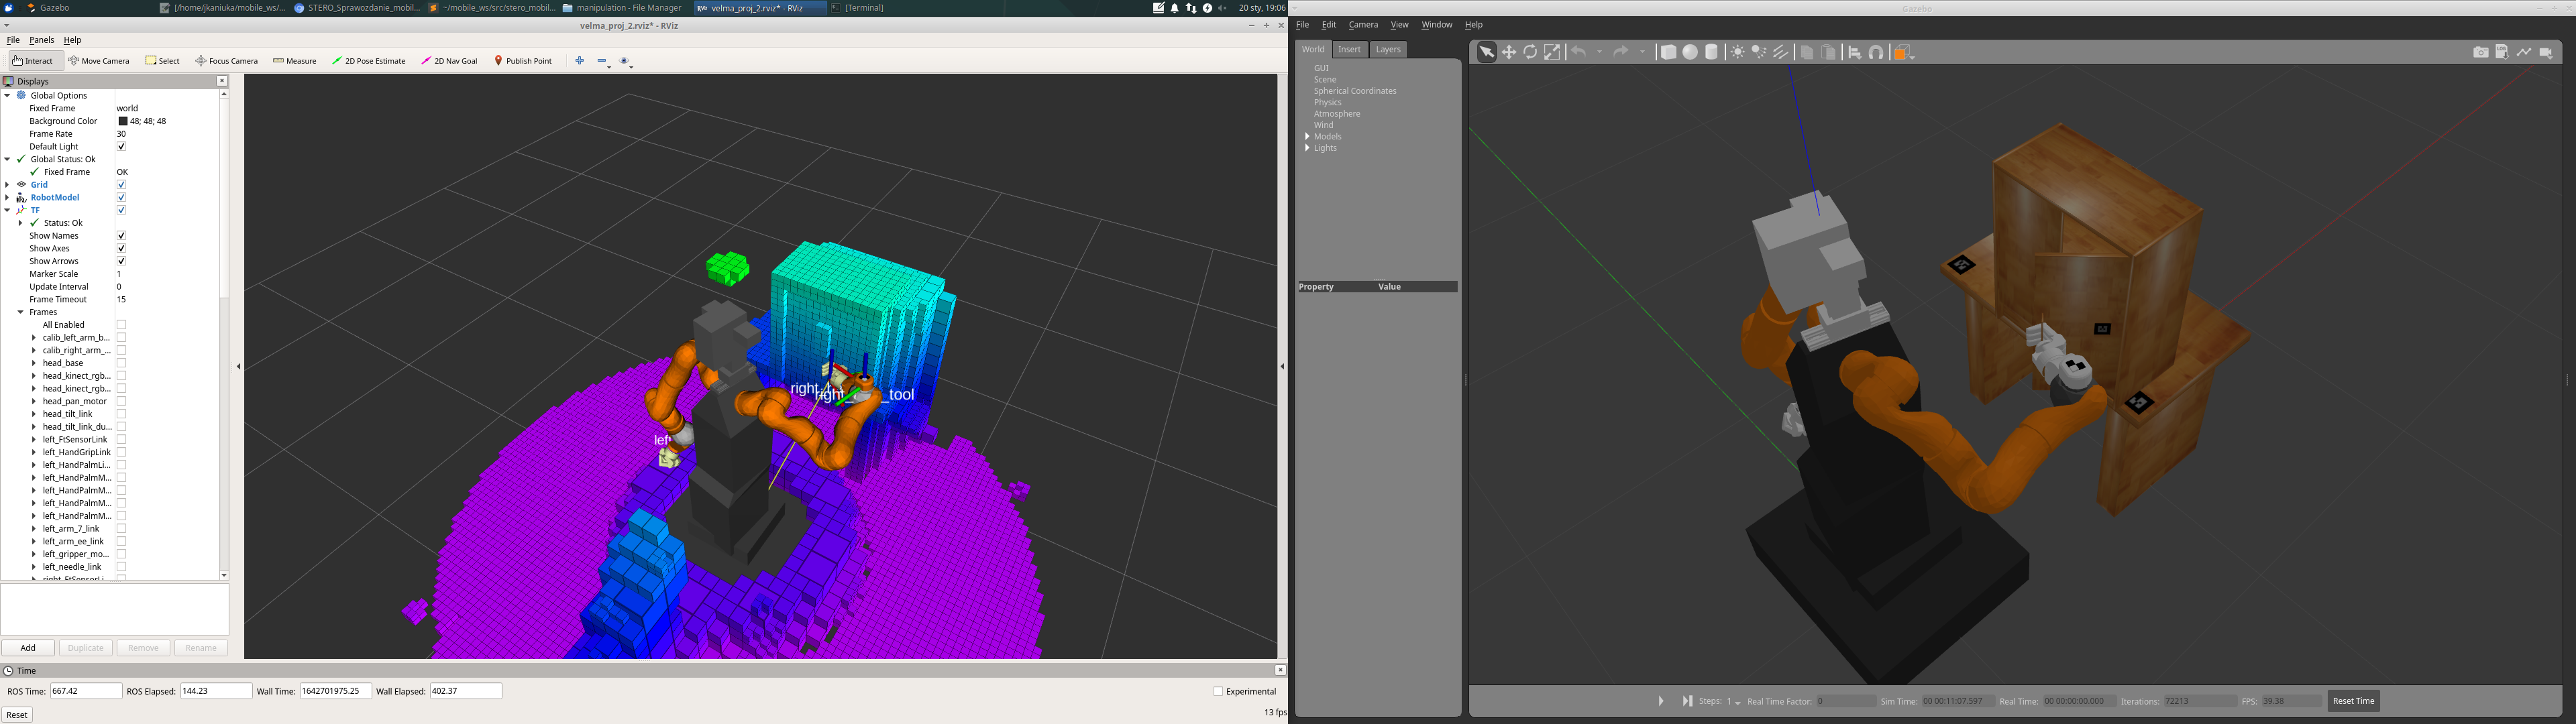 Gazebo
[/home/jkaniuka/mobile_ws/...
STERO_Sprawozdanie_mobil...
~/mobile_ws/src/stero_mobil...
manipulation - File Manager
velma_proj_2.rviz* - RViz
[Terminal]
20 sty, 19:06
velma_proj_2.rviz* - RViz
File Panels Help
Interact Move Camera Select Focus Camera Measure 2D Pose Estimate 2D Nav Goal Publish Point
Displays
Global Options
Fixed Frame world
Background Color 48; 48; 48
Frame Rate 30
Default Light
Global Status: Ok
Fixed Frame OK
Grid
RobotModel
TF
Status: Ok
Show Names
Show Axes
Show Arrows
Marker Scale 1
Update Interval 0
Frame Timeout 15
Frames
All Enabled
calib_left_arm_b...
calib_right_arm_...
head_base
head_kinect_rgb...
head_kinect_rgb...
head_pan_motor
head_tilt_link
head_tilt_link_du...
left_FtSensorLink
left_HandGripLink
left_HandPalmLi...
left_HandPalmM...
left_HandPalmM...
left_HandPalmM...
left_HandPalmM...
left_arm_7_link
left_arm_ee_link
left_gripper_mo...
left_needle_link
Add Duplicate Remove Rename
Time
ROS Time: 667.42 ROS Elapsed: 144.23 Wall Time: 1642701975.25 Wall Elapsed: 402.37 Experimental
Reset 13 fps
Gazebo
File Edit Camera View Window Help
World Insert Layers
GUI
Scene
Spherical Coordinates
Physics
Atmosphere
Wind
Models
Lights
Property Value
Steps: 1 Real Time Factor: 0 Sim Time: 00 00:11:07.597 Real Time: 00 00:00:00.000 Iterations: 72213 FPS: 39.38 Reset Time